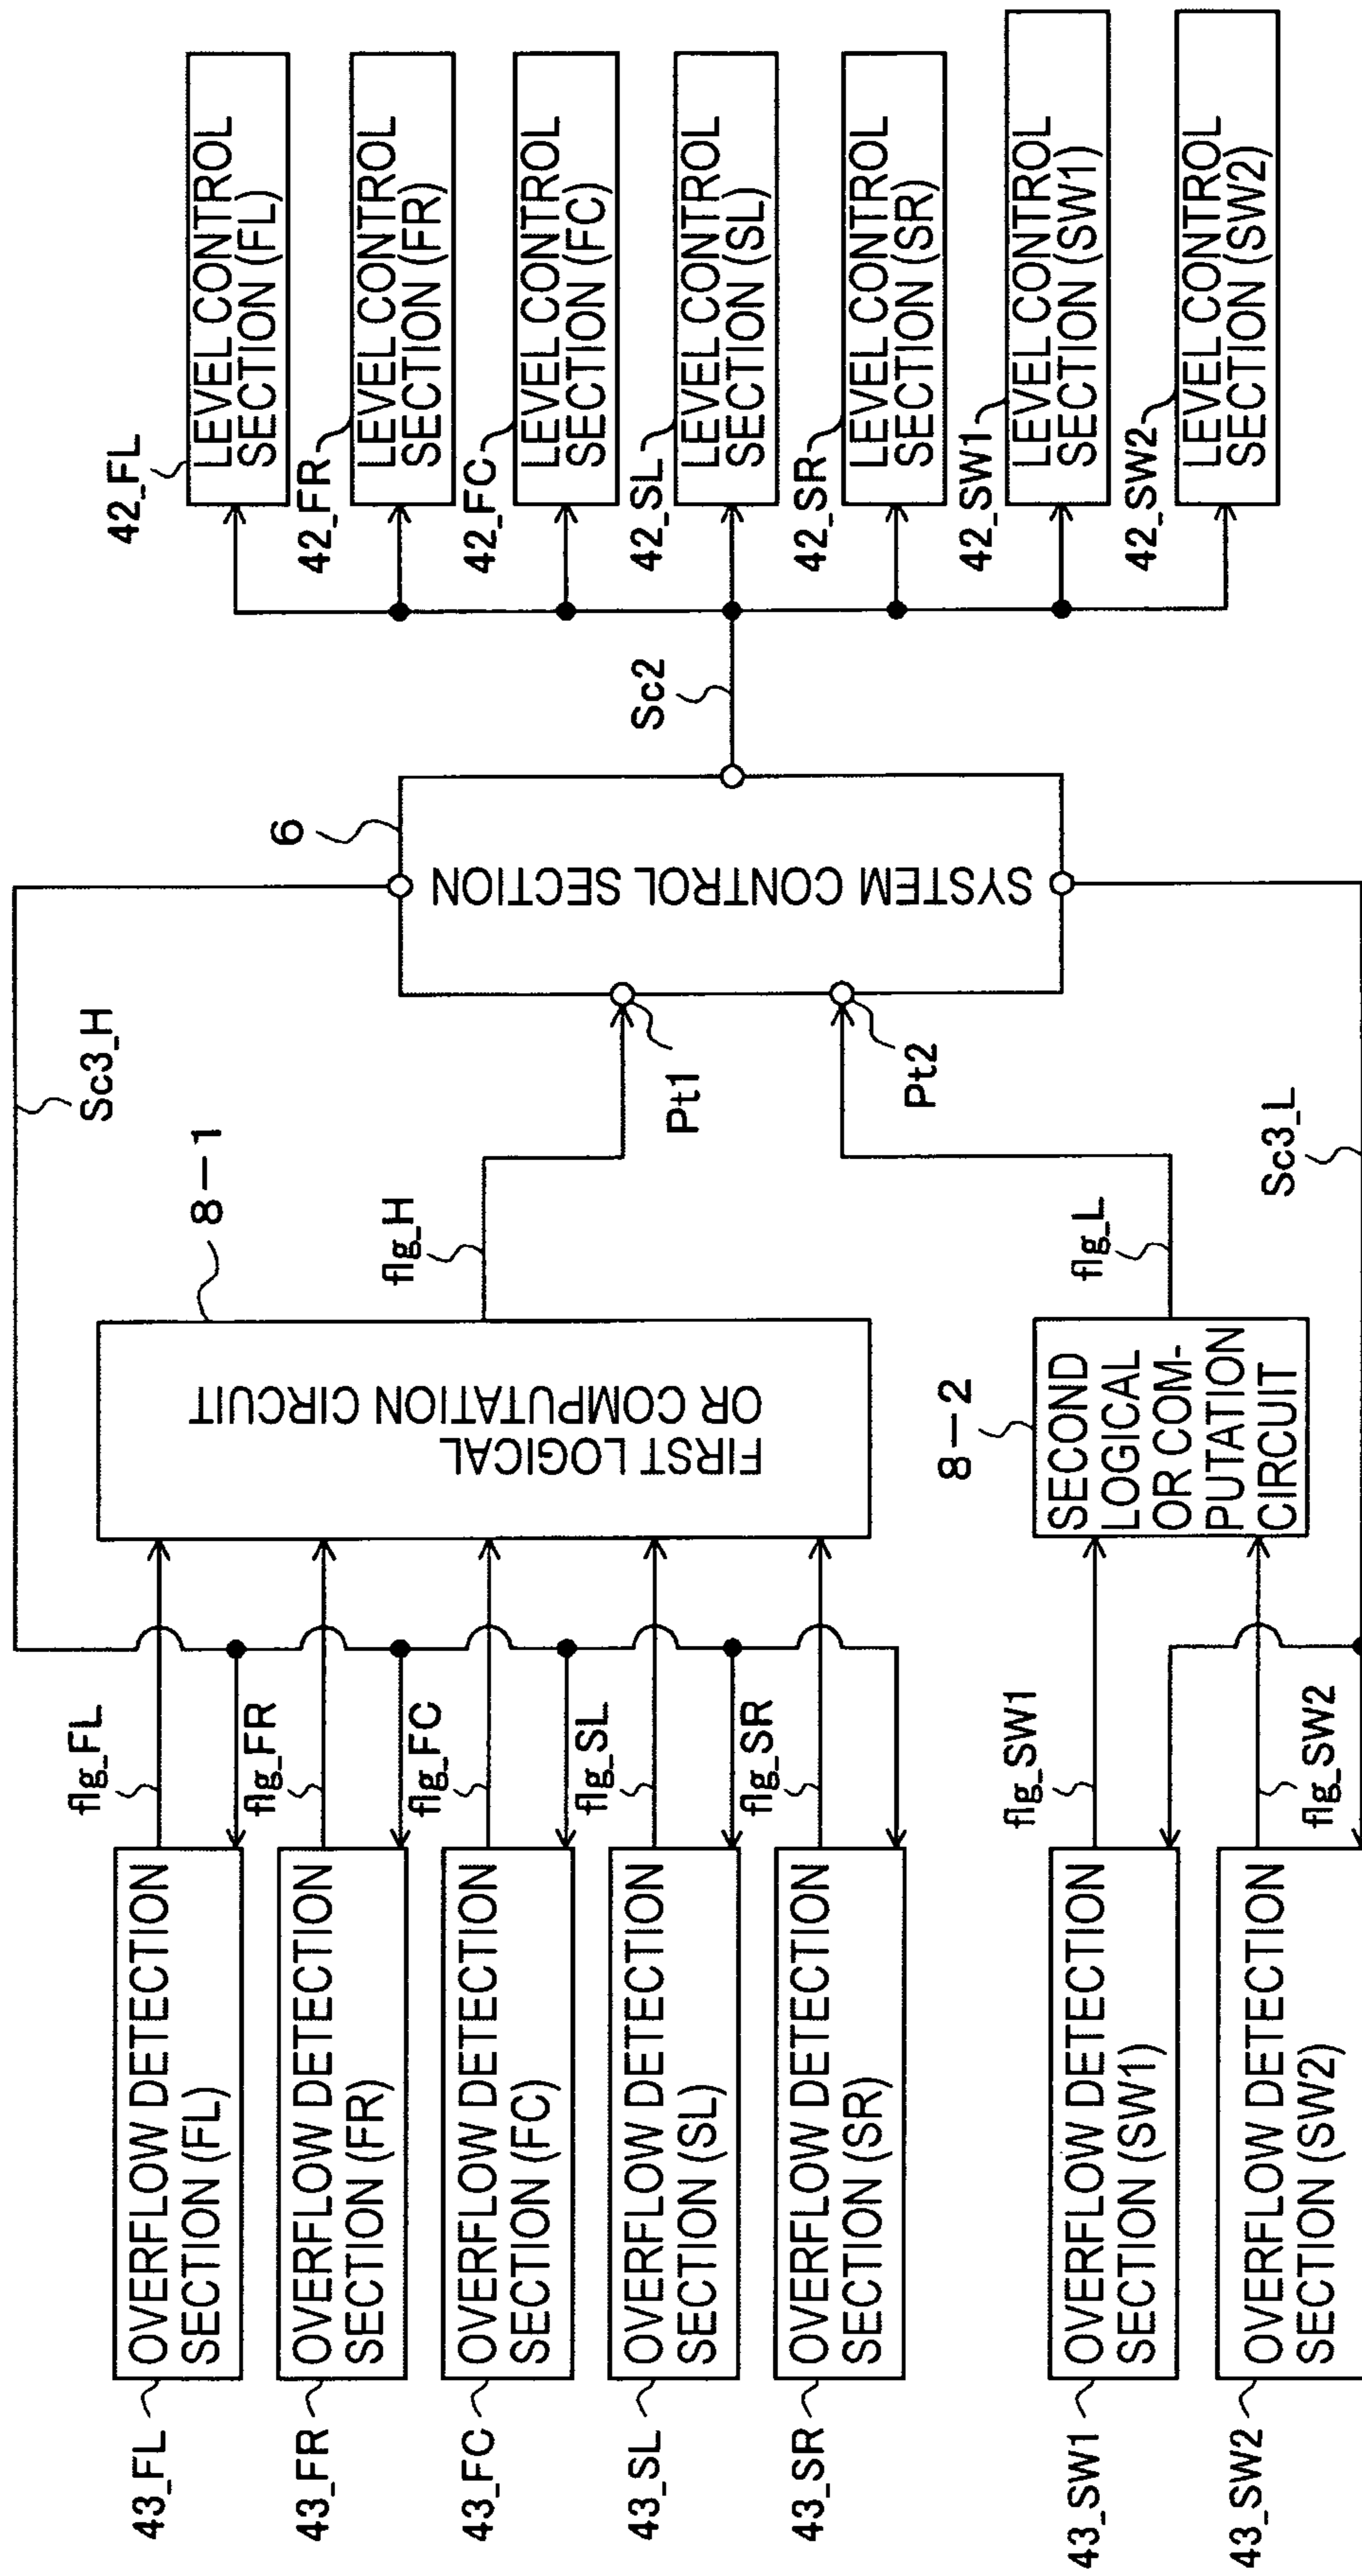 43_FL
OVERFLOW DETECTION
SECTION (FL)
43_FR
OVERFLOW DETECTION
SECTION (FR)
43_FC
OVERFLOW DETECTION
SECTION (FC)
43_SL
OVERFLOW DETECTION
SECTION (SL)
43_SR
OVERFLOW DETECTION
SECTION (SR)
43_SW1
OVERFLOW DETECTION
SECTION (SW1)
43_SW2
OVERFLOW DETECTION
SECTION (SW2)
flg_FL
flg_FR
flg_FC
flg_SL
flg_SR
flg_SW1
flg_SW2
8-1
FIRST LOGICAL
OR COMPUTATION CIRCUIT
8-2
SECOND
LOGICAL
OR COM-
PUTATION
CIRCUIT
flg_H
flg_L
Sc3_H
Sc3_L
Pt1
Pt2
6
SYSTEM CONTROL SECTION
Sc2
42_FL
LEVEL CONTROL
SECTION (FL)
42_FR
LEVEL CONTROL
SECTION (FR)
42_FC
LEVEL CONTROL
SECTION (FC)
42_SL
LEVEL CONTROL
SECTION (SL)
42_SR
LEVEL CONTROL
SECTION (SR)
42_SW1
LEVEL CONTROL
SECTION (SW1)
42_SW2
LEVEL CONTROL
SECTION (SW2)